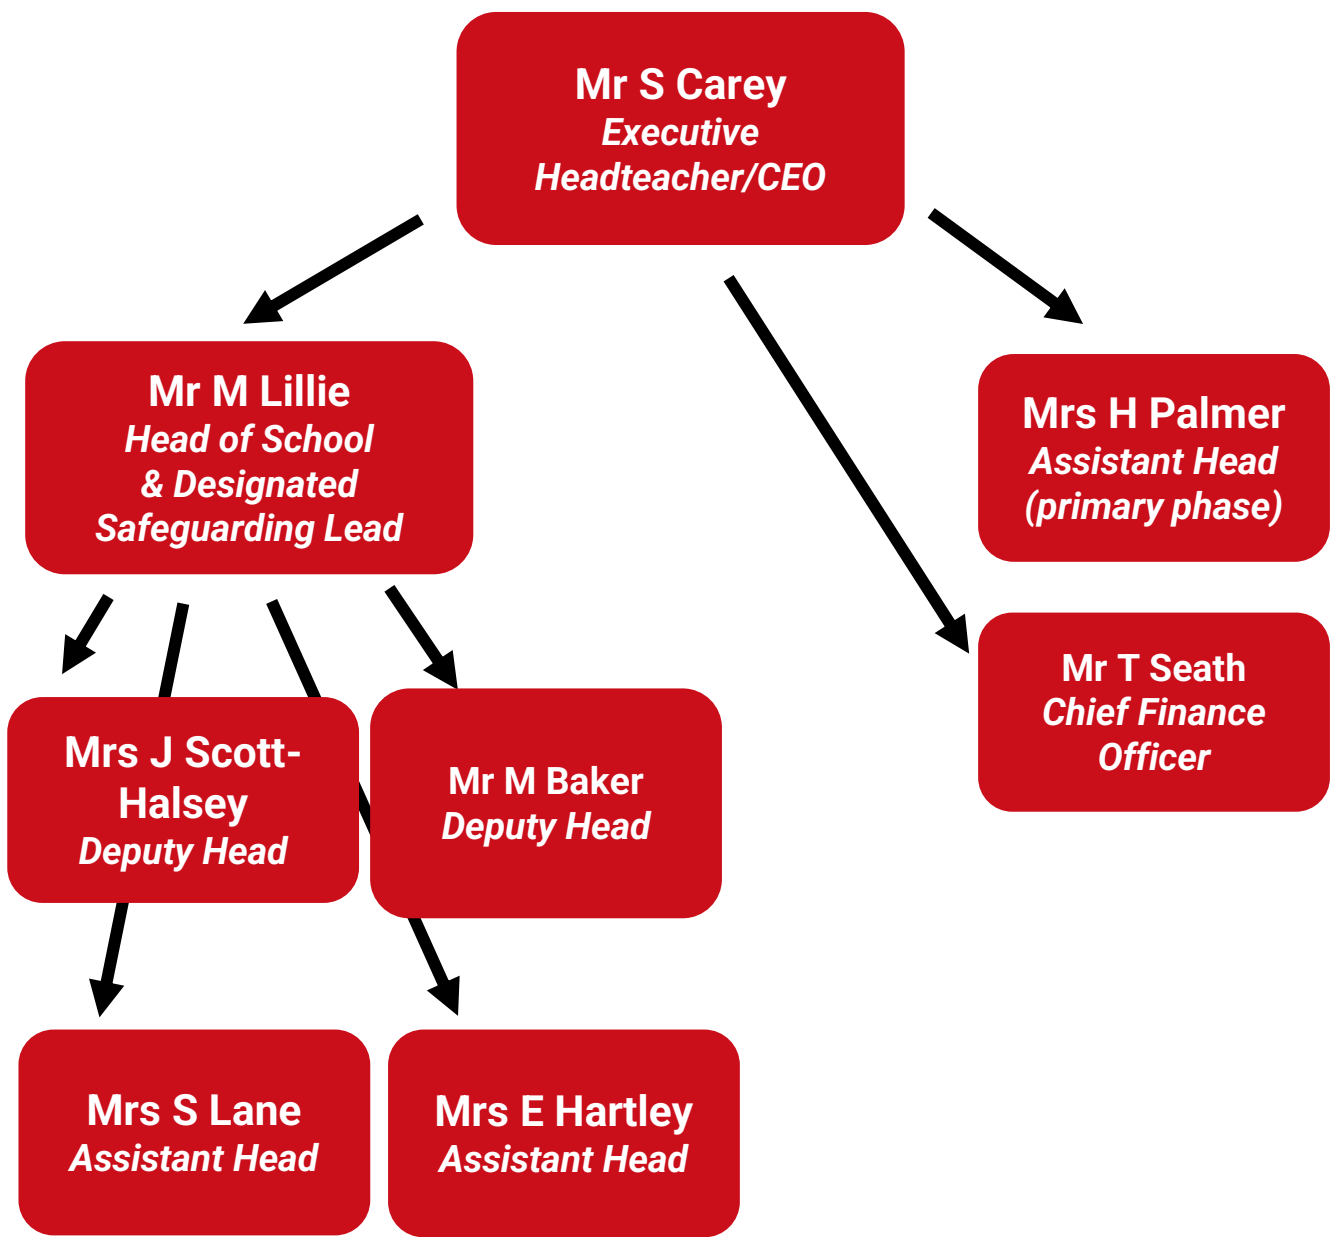 Mr S Carey
Executive
Headteacher/CEO
Mr M Lillie
Head of School
& Designated
Safeguarding Lead
Mrs H Palmer
Assistant Head
(primary phase)
Mr T Seath
Chief Finance
Officer
Mrs J Scott-
Halsey
Deputy Head
Mr M Baker
Deputy Head
Mrs S Lane
Assistant Head
Mrs E Hartley
Assistant Head